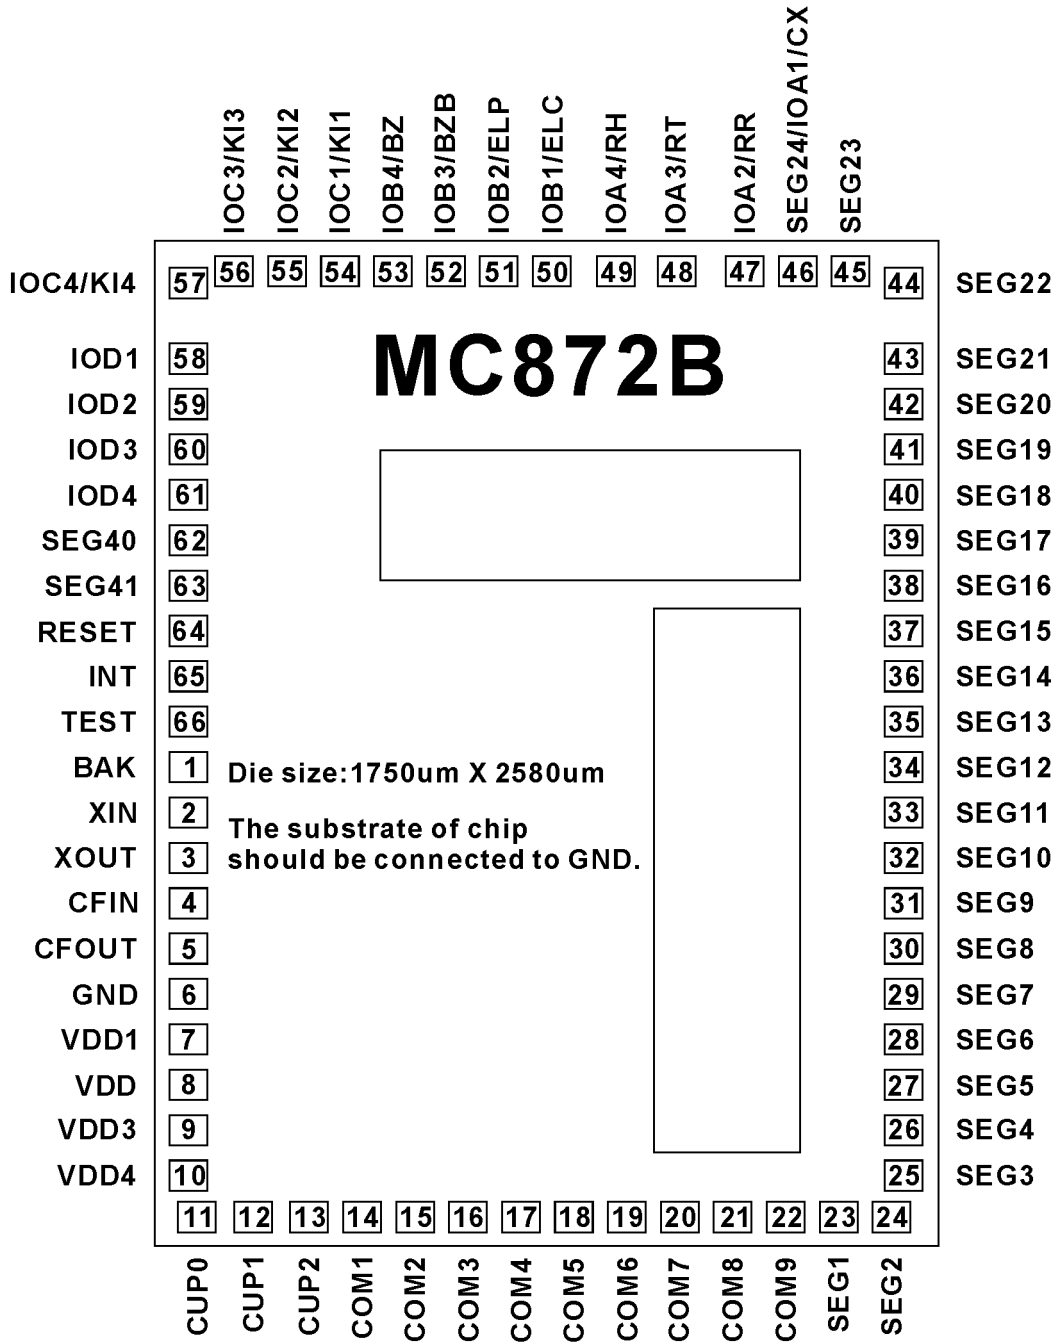 SEG24/IOA1/CX
IOC3/KI3 IOC2/KI2 IOC1/KI1 IOB4/BZ IOB3/BZB IOB2/ELP IOB1/ELC IOA4/RH IOA3/RT IOA2/RR SEG23
56 55 54 53 52 51 50 49 48 47 46 45
IOC4/KI4 57 44 SEG22
MC872B
IOD1 58 43 SEG21
IOD2 59 42 SEG20
IOD3 60 41 SEG19
IOD4 61 40 SEG18
SEG40 62 39 SEG17
SEG41 63 38 SEG16
RESET 64 37 SEG15
INT 65 36 SEG14
TEST 66 35 SEG13
BAK 1 Die size:1750um X 2580um 34 SEG12
XIN 2 33 SEG11
The substrate of chip
XOUT 3 should be connected to GND. 32 SEG10
CFIN 4 31 SEG9
CFOUT 5 30 SEG8
GND 6 29 SEG7
VDD1 7 28 SEG6
VDD 8 27 SEG5
VDD3 9 26 SEG4
VDD4 10 25 SEG3
11 12 13 14 15 16 17 18 19 20 21 22 23 24
CUP0 CUP1 CUP2 COM1 COM2 COM3 COM4 COM5 COM6 COM7 COM8 COM9 SEG1 SEG2